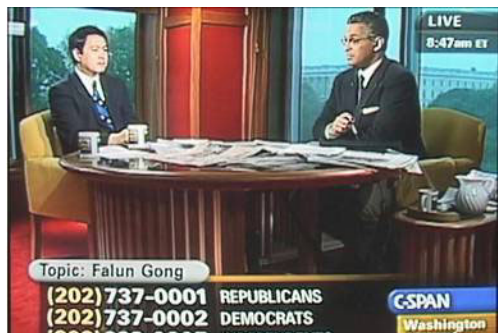 LIVE
8:47am ET
Topic: Falun Gong
(202) 737-0001 REPUBLICANS
(202) 737-0002 DEMOCRATS
C-SPAN
Washington